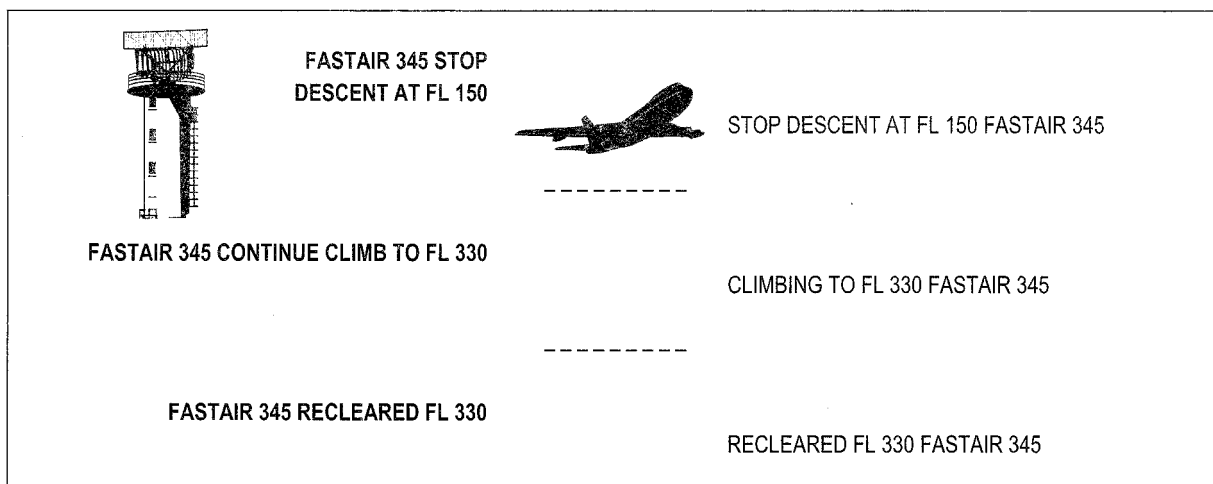 FASTAIR 345 STOP
DESCENT AT FL 150
STOP DESCENT AT FL 150 FASTAIR 345
FASTAIR 345 CONTINUE CLIMB TO FL 330
CLIMBING TO FL 330 FASTAIR 345
FASTAIR 345 RECLEARED FL 330
RECLEARED FL 330 FASTAIR 345